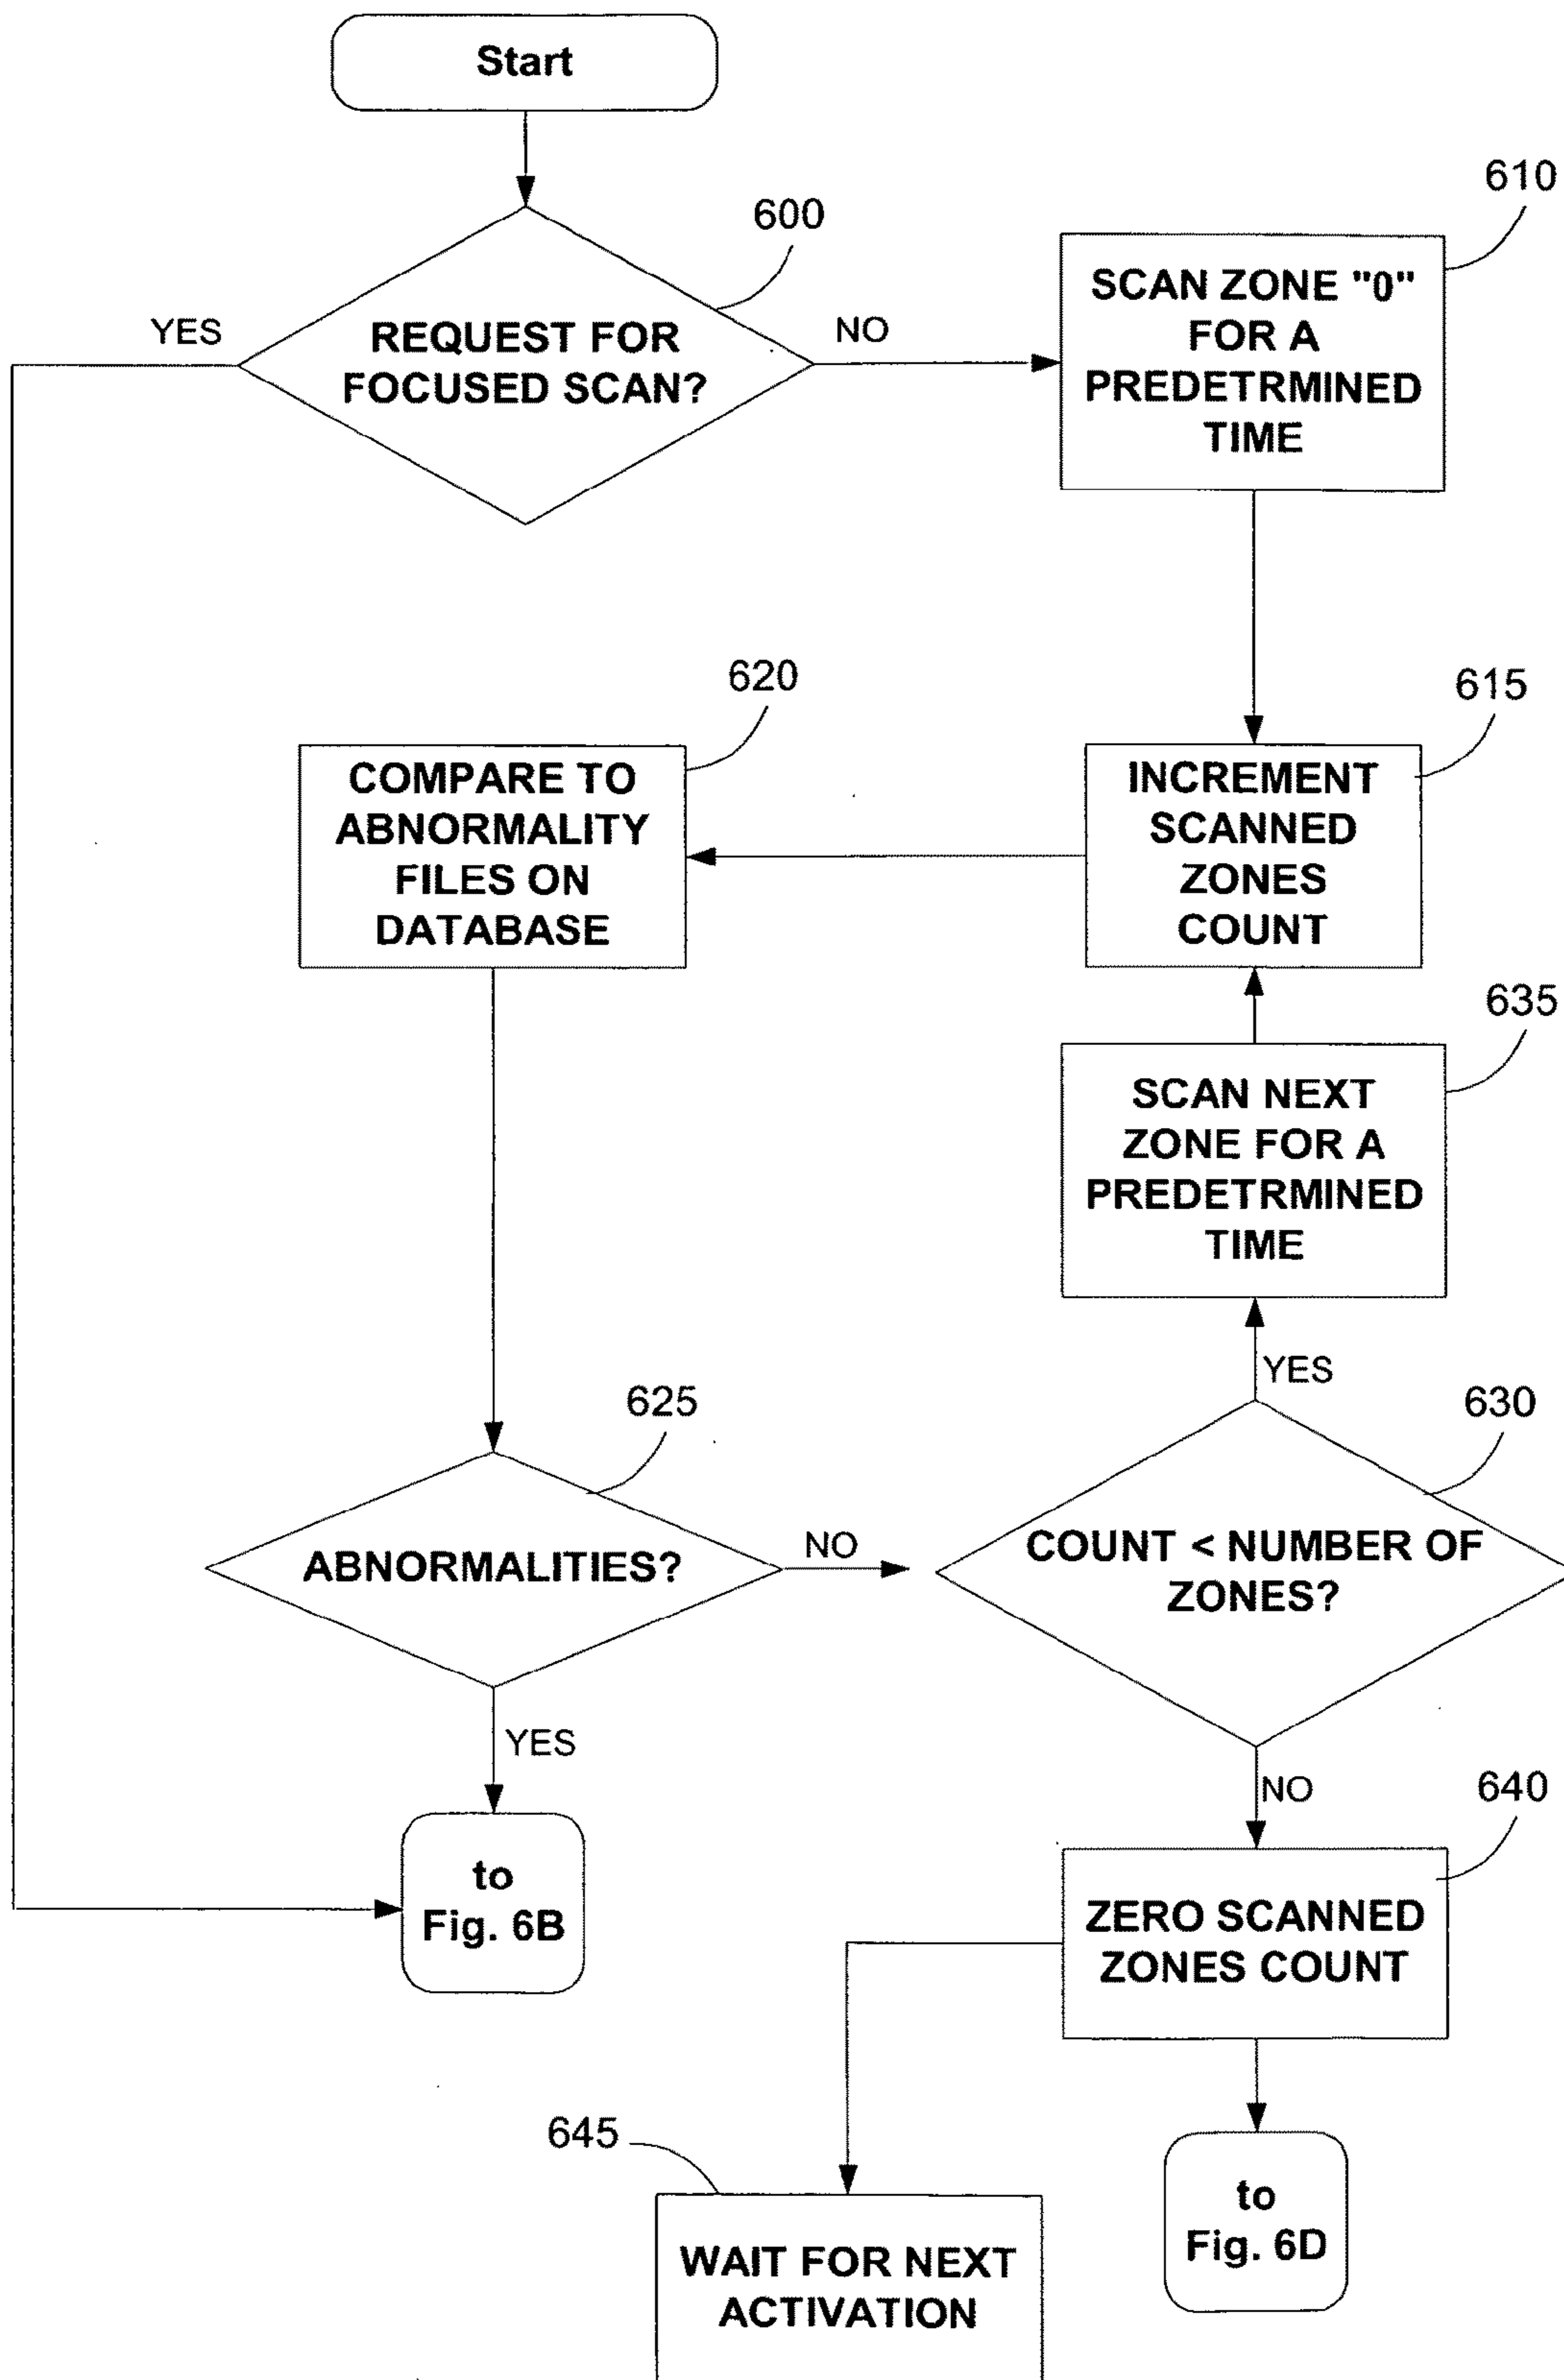 Start
600
REQUEST FOR
FOCUSED SCAN?
YES
NO
610
SCAN ZONE "0"
FOR A
PREDETRMINED
TIME
615
INCREMENT
SCANNED
ZONES
COUNT
620
COMPARE TO
ABNORMALITY
FILES ON
DATABASE
635
SCAN NEXT
ZONE FOR A
PREDETRMINED
TIME
YES
625
ABNORMALITIES?
NO
630
COUNT < NUMBER OF
ZONES?
YES
NO
to
Fig. 6B
640
ZERO SCANNED
ZONES COUNT
645
WAIT FOR NEXT
ACTIVATION
to
Fig. 6D